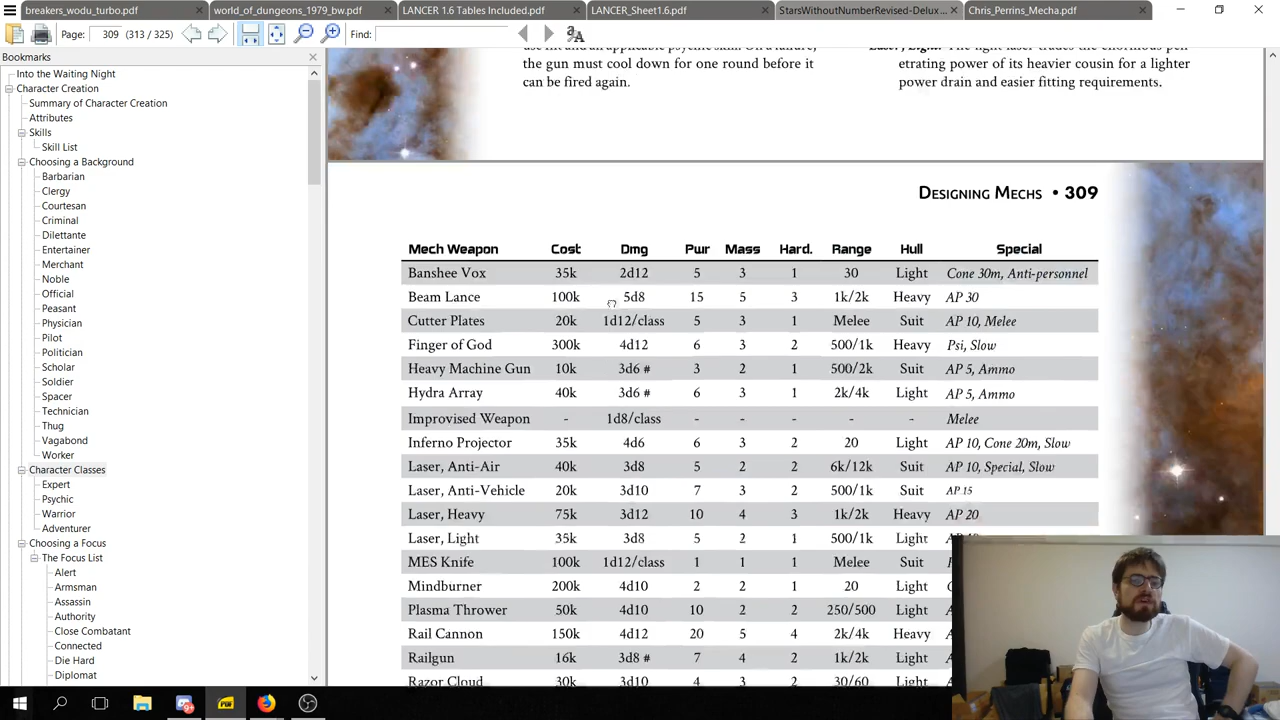 breakers_wodu_turbo.pdf
world_of_dungeons_1979_bw.pdf
LANCER 1.6 Tables Included.pdf
LANCER_Sheet1.6.pdf
StarsWithoutNumberRevised-Delux
Chris_Perrins_Mecha.pdf
Page: 309 (313 / 325)
Find:
Bookmarks
Into the Waiting Night
Character Creation
Summary of Character Creation
Attributes
Skills
Skill List
Choosing a Background
Barbarian
Clergy
Courtesan
Criminal
Dilettante
Entertainer
Merchant
Noble
Official
Peasant
Physician
Pilot
Politician
Scholar
Soldier
Spacer
Technician
Thug
Vagabond
Worker
Character Classes
Expert
Psychic
Warrior
Adventurer
Choosing a Focus
The Focus List
Alert
Armsman
Assassin
Authority
Close Combatant
Connected
Die Hard
Diplomat
the gun must cool down for one round before it
can be fired again.
etrating power of its heavier cousin for a lighter
power drain and easier fitting requirements.
Designing Mechs • 309
Mech Weapon Cost Dmg Pwr Mass Hard. Range Hull Special
Banshee Vox 35k 2d12 5 3 1 30 Light Cone 30m, Anti-personnel
Beam Lance 100k 5d8 15 5 3 1k/2k Heavy AP 30
Cutter Plates 20k 1d12/class 5 3 1 Melee Suit AP 10, Melee
Finger of God 300k 4d12 6 3 2 500/1k Heavy Psi, Slow
Heavy Machine Gun 10k 3d6 # 3 2 1 500/2k Suit AP 5, Ammo
Hydra Array 40k 3d6 # 6 3 1 2k/4k Light AP 5, Ammo
Improvised Weapon - 1d8/class - - - - - Melee
Inferno Projector 35k 4d6 6 3 2 20 Light AP 10, Cone 20m, Slow
Laser, Anti-Air 40k 3d8 5 2 2 6k/12k Suit AP 10, Special, Slow
Laser, Anti-Vehicle 20k 3d10 7 3 2 500/1k Suit AP 15
Laser, Heavy 75k 3d12 10 4 3 1k/2k Heavy AP 20
Laser, Light 35k 3d8 5 2 1 500/1k Light
MES Knife 100k 1d12/class 1 1 1 Melee Suit
Mindburner 200k 4d10 2 2 1 20 Light
Plasma Thrower 50k 4d10 10 2 2 250/500 Light
Rail Cannon 150k 4d12 20 5 4 2k/4k Heavy
Railgun 16k 3d8 # 7 4 2 1k/2k Light
Razor Cloud 30k 3d10 4 3 2 30/60 Light